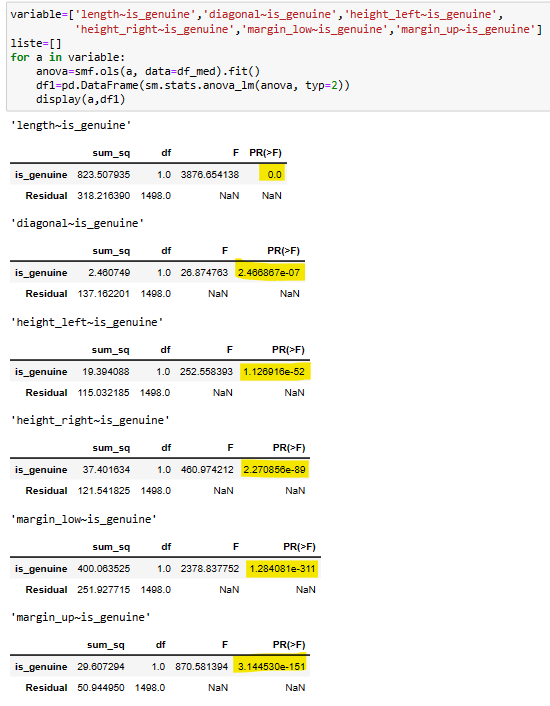 variable=['length~is_genuine','diagonal~is_genuine','height_left~is_genuine',
'height_right~is_genuine','margin_low~is_genuine','margin_up~is_genuine']
liste=[]
for a in variable:
anova=smf.ols(a, data=df_med).fit()
df1=pd.DataFrame(sm.stats.anova_lm(anova, typ=2))
display(a,df1)
'length~is_genuine'
sum_sq df F PR(>F)
is_genuine 823.507935 1.0 3876.654138 0.0
Residual 318.216390 1498.0 NaN NaN
'diagonal~is_genuine'
sum_sq df F PR(>F)
is_genuine 2.460749 1.0 26.874763 2.466867e-07
Residual 137.162201 1498.0 NaN NaN
'height_left~is_genuine'
sum_sq df F PR(>F)
is_genuine 19.394088 1.0 252.558393 1.126916e-52
Residual 115.032185 1498.0 NaN NaN
'height_right~is_genuine'
sum_sq df F PR(>F)
is_genuine 37.401634 1.0 460.974212 2.270856e-89
Residual 121.541825 1498.0 NaN NaN
'margin_low~is_genuine'
sum_sq df F PR(>F)
is_genuine 400.063525 1.0 2378.837752 1.284081e-311
Residual 251.927715 1498.0 NaN NaN
'margin_up~is_genuine'
sum_sq df F PR(>F)
is_genuine 29.607294 1.0 870.581394 3.144530e-151
Residual 50.944950 1498.0 NaN NaN